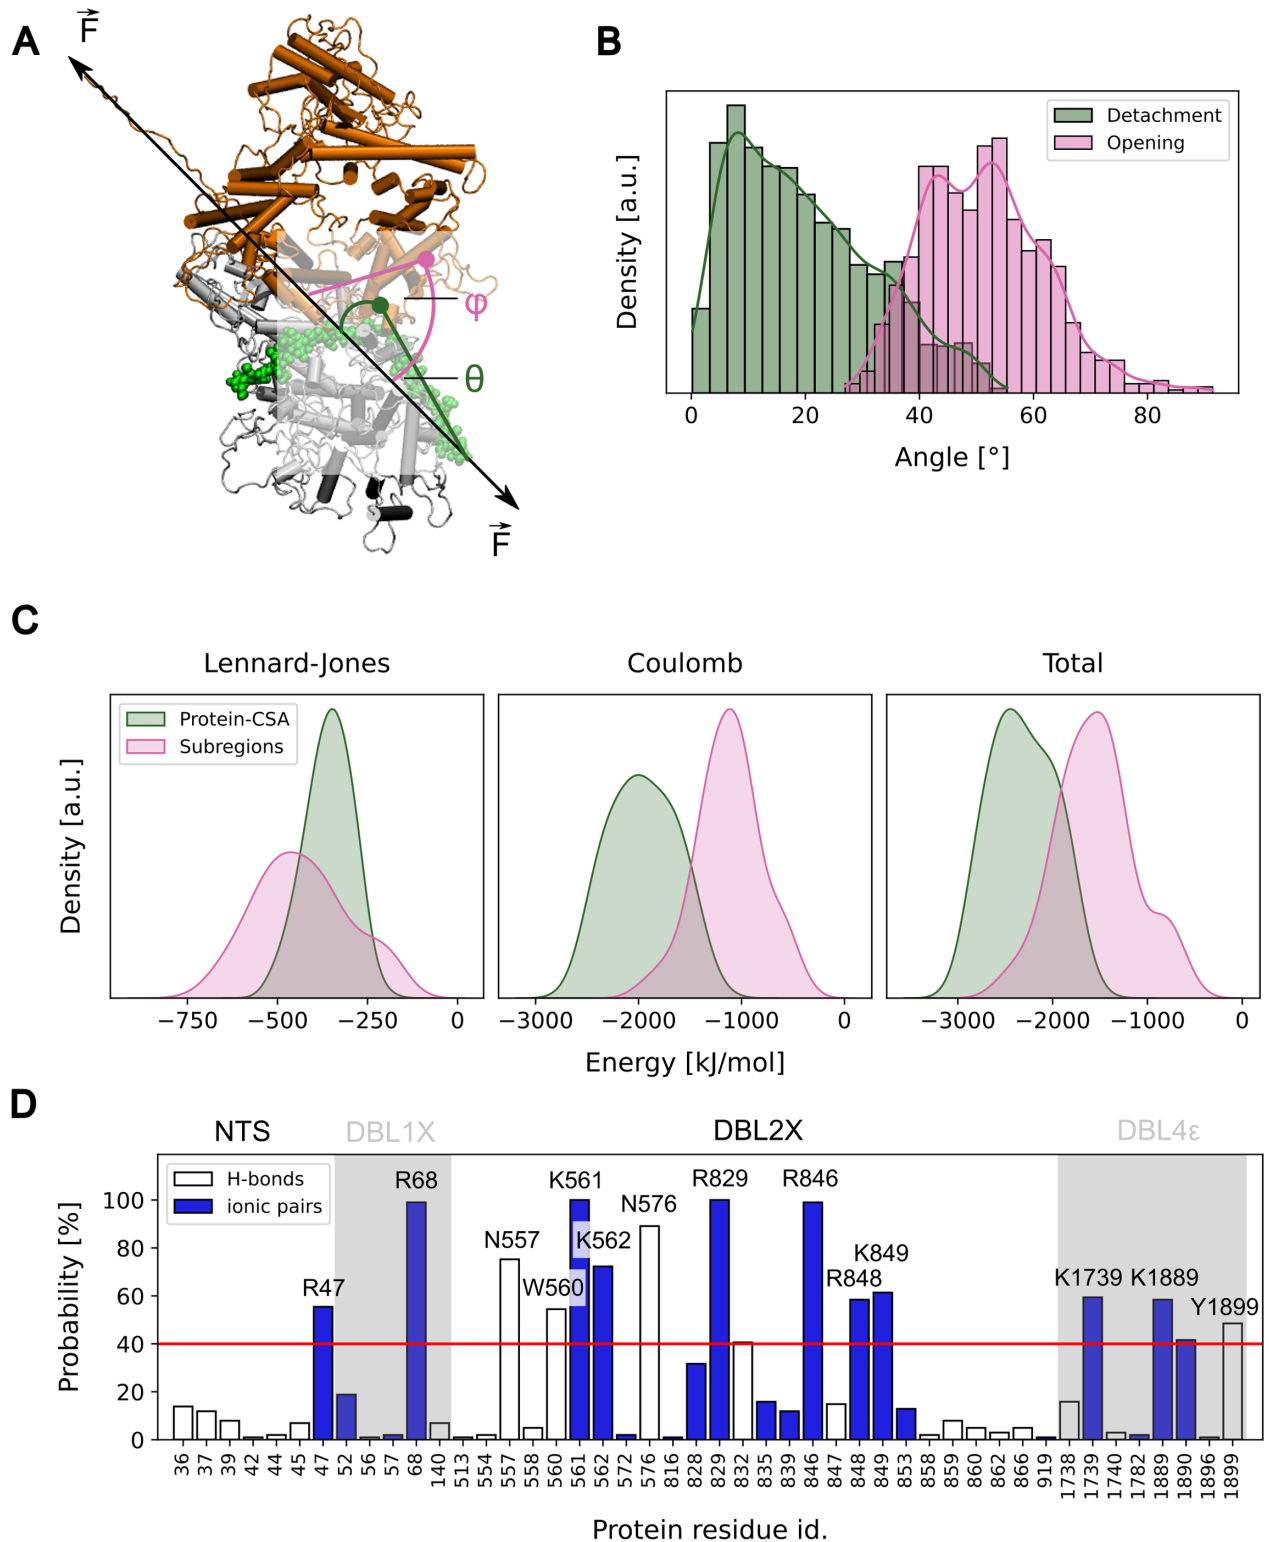 A
F
φ
θ
F
B
Detachment
Opening
Density [a.u.]
0 20 40 60 80
Angle [°]
C
Lennard-Jones
Coulomb
Total
Protein-CSA
Subregions
Density [a.u.]
−750 −500 −250 0
−3000 −2000 −1000 0
−3000 −2000 −1000 0
Energy [kJ/mol]
D
NTS
DBL1X
DBL2X
DBL4ε
H-bonds
ionic pairs
R47
R68
N557
W560
K561
K562
N576
R829
R846
R848
K849
K1739
K1889
Y1899
Probability [%]
100
80
60
40
20
0
36 37 39 42 44 45 47 52 56 57 68 140 513 554 557 558 560 561 562 572 576 816 828 829 832 835 839 846 847 848 849 853 858 859 860 862 866 919 1738 1739 1740 1782 1889 1890 1896 1899
Protein residue id.